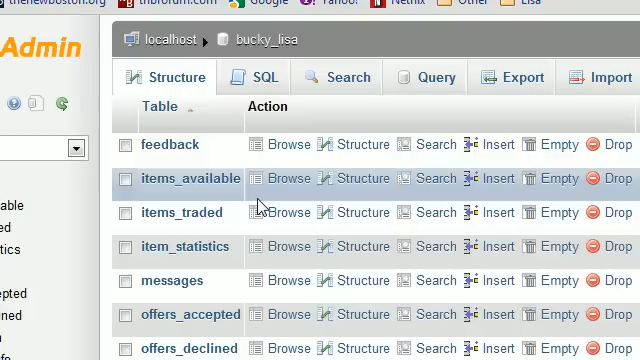 thenewboston.org thbforum.com Google Yahoo! Netflix Other Lisa
Admin
localhost bucky_lisa
Structure SQL Search Query Export Import
Table Action
feedback Browse Structure Search Insert Empty Drop
items_available Browse Structure Search Insert Empty Drop
items_traded Browse Structure Search Insert Empty Drop
item_statistics Browse Structure Search Insert Empty Drop
messages Browse Structure Search Insert Empty Drop
offers_accepted Browse Structure Search Insert Empty Drop
offers_declined Browse Structure Search Insert Empty Drop
able
ed
tics
epted
ined